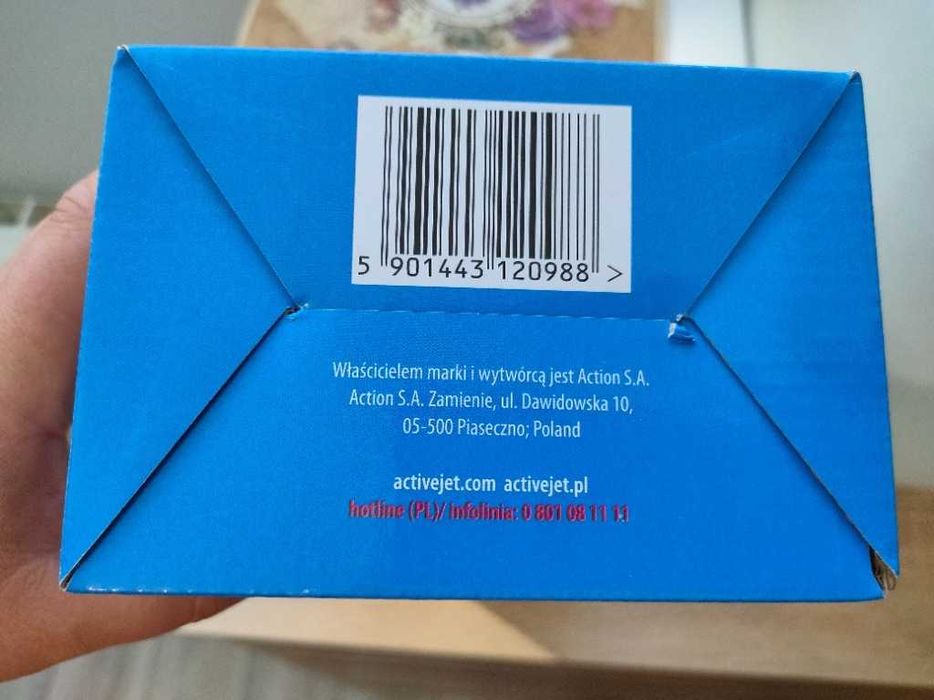 5 901443 120988 >
Właścicielem marki i wytwórcą jest Action S.A.
Action S.A. Zamienie, ul. Dawidowska 10,
05-500 Piaseczno; Poland
activejet.com activejet.pl
hotline (PL)/ infolinia: 0 801 08 11 11